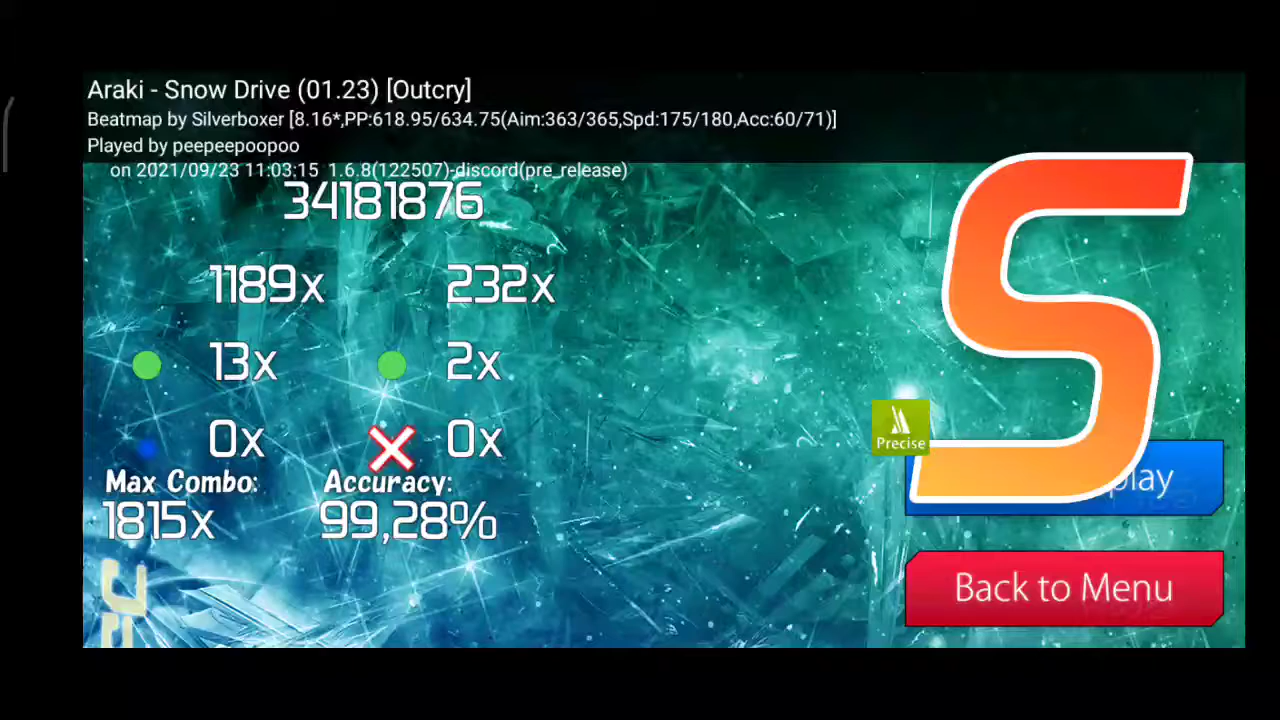 Araki - Snow Drive (01.23) [Outcry]
Beatmap by Silverboxer [8.16*,PP:618.95/634.75(Aim:363/365,Spd:175/180,Acc:60/71)]
Played by peepeepoopoo
on 2021/09/23 11:03:15 1.6.8(122507)-discord(pre_release)
34181876
1189x 232x
13x 2x
0x 0x
Max Combo: Accuracy:
1815x 99,28%
S
Precise
Back to Menu